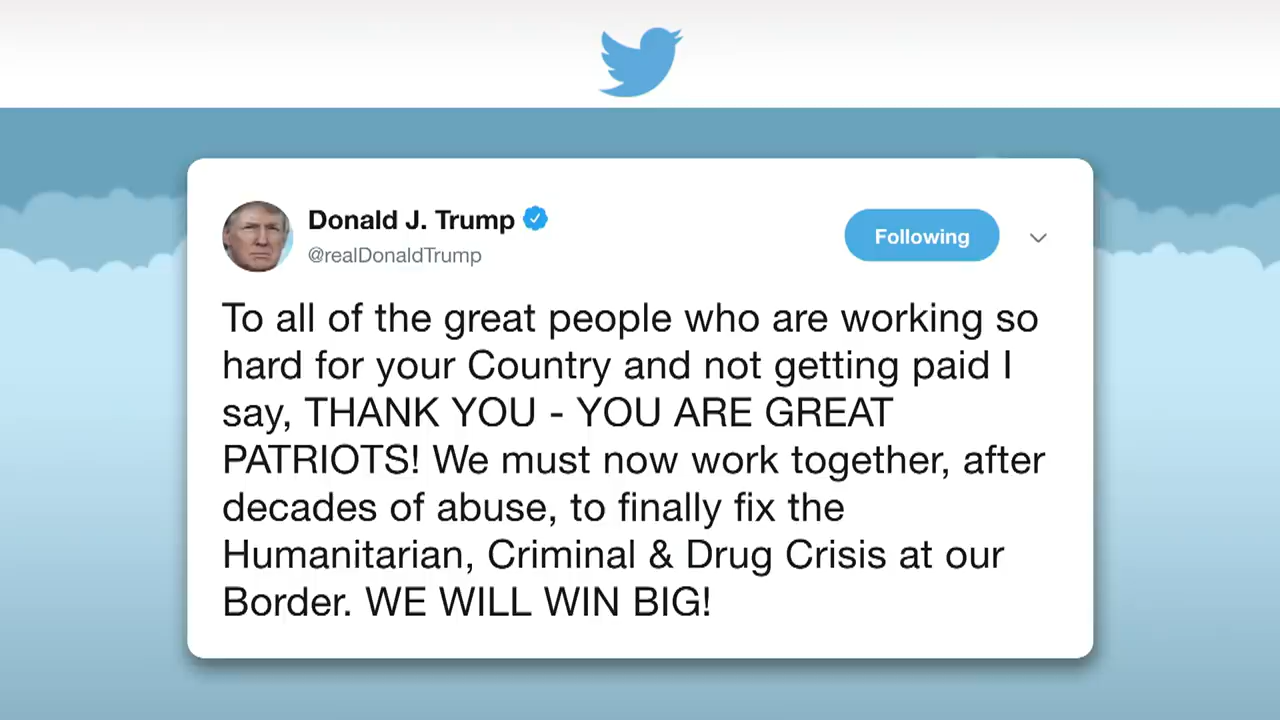 Donald J. Trump
Following
@realDonaldTrump
To all of the great people who are working so
hard for your Country and not getting paid I
say, THANK YOU - YOU ARE GREAT
PATRIOTS! We must now work together, after
decades of abuse, to finally fix the
Humanitarian, Criminal & Drug Crisis at our
Border. WE WILL WIN BIG!